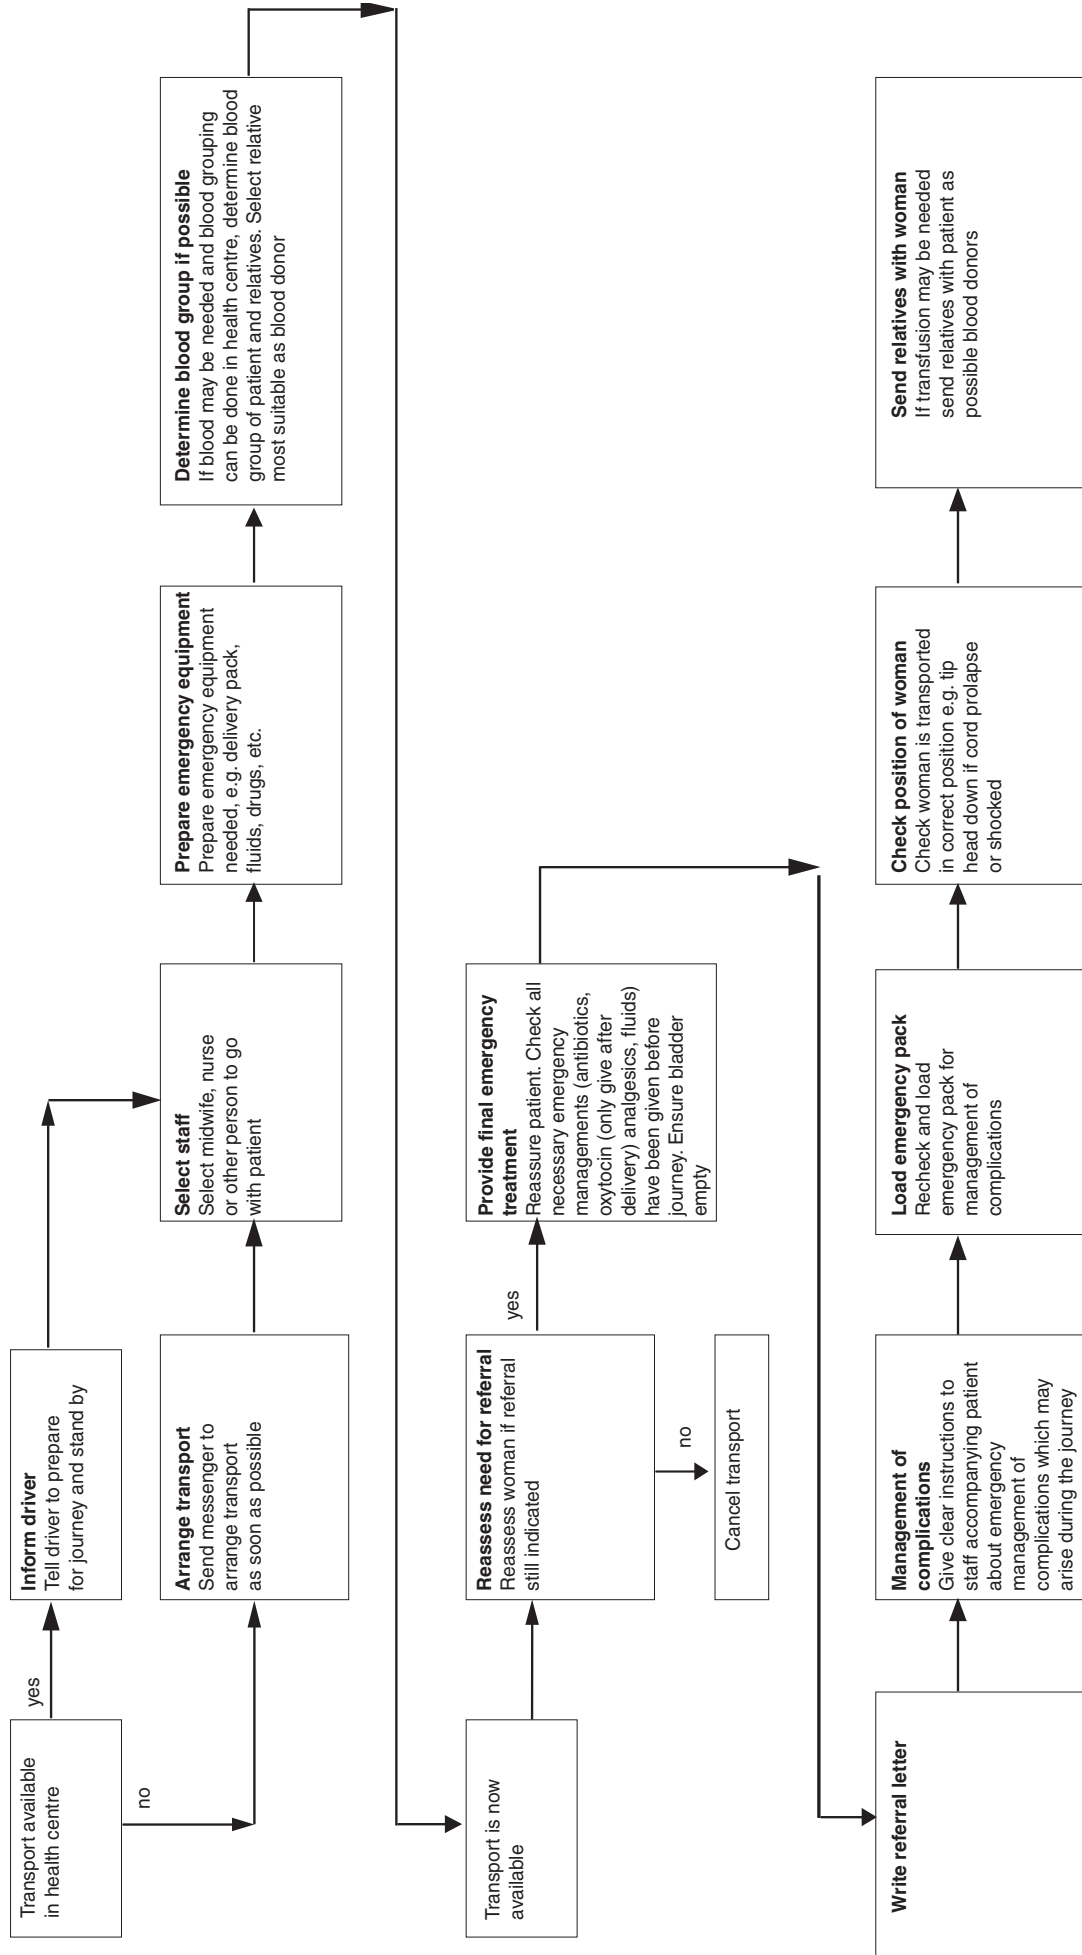 Transport available
in health centre
yes
Inform driver
Tell driver to prepare
for journey and stand by
no
Arrange transport
Send messenger to
arrange transport
as soon as possible
Select staff
Select midwife, nurse
or other person to go
with patient
Prepare emergency equipment
Prepare emergency equipment
needed, e.g. delivery pack,
fluids, drugs, etc.
Determine blood group if possible
If blood may be needed and blood grouping
can be done in health centre, determine blood
group of patient and relatives. Select relative
most suitable as blood donor
Transport is now
available
Reassess need for referral
Reassess woman if referral
still indicated
yes
no
Cancel transport
Provide final emergency
treatment
Reassure patient. Check all
necessary emergency
managements (antibiotics,
oxytocin (only give after
delivery) analgesics, fluids)
have been given before
journey. Ensure bladder
empty
Write referral letter
Management of
complications
Give clear instructions to
staff accompanying patient
about emergency
management of
complications which may
arise during the journey
Load emergency pack
Recheck and load
emergency pack for
management of
complications
Check position of woman
Check woman is transported
in correct position e.g. tip
head down if cord prolapse
or shocked
Send relatives with woman
If transfusion may be needed
send relatives with patient as
possible blood donors